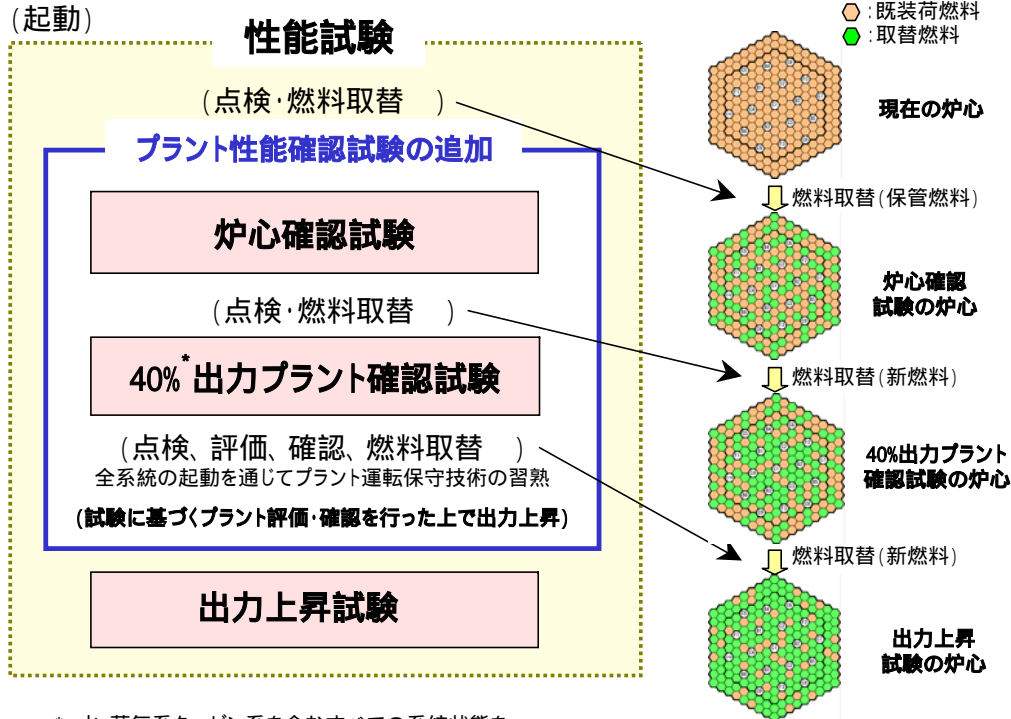 (起動)
性能試験
(点検・燃料取替　)
プラント性能確認試験の追加
炉心確認試験
(点検・燃料取替　)
40%*出力プラント確認試験
(点検、評価、確認、燃料取替　)
全系統の起動を通じてプラント運転保守技術の習熟
(試験に基づくプラント評価・確認を行った上で出力上昇)
出力上昇試験
:既装荷燃料
:取替燃料
現在の炉心
燃料取替(保管燃料)
炉心確認
試験の炉心
燃料取替(新燃料)
40%出力プラント
確認試験の炉心
燃料取替(新燃料)
出力上昇
試験の炉心